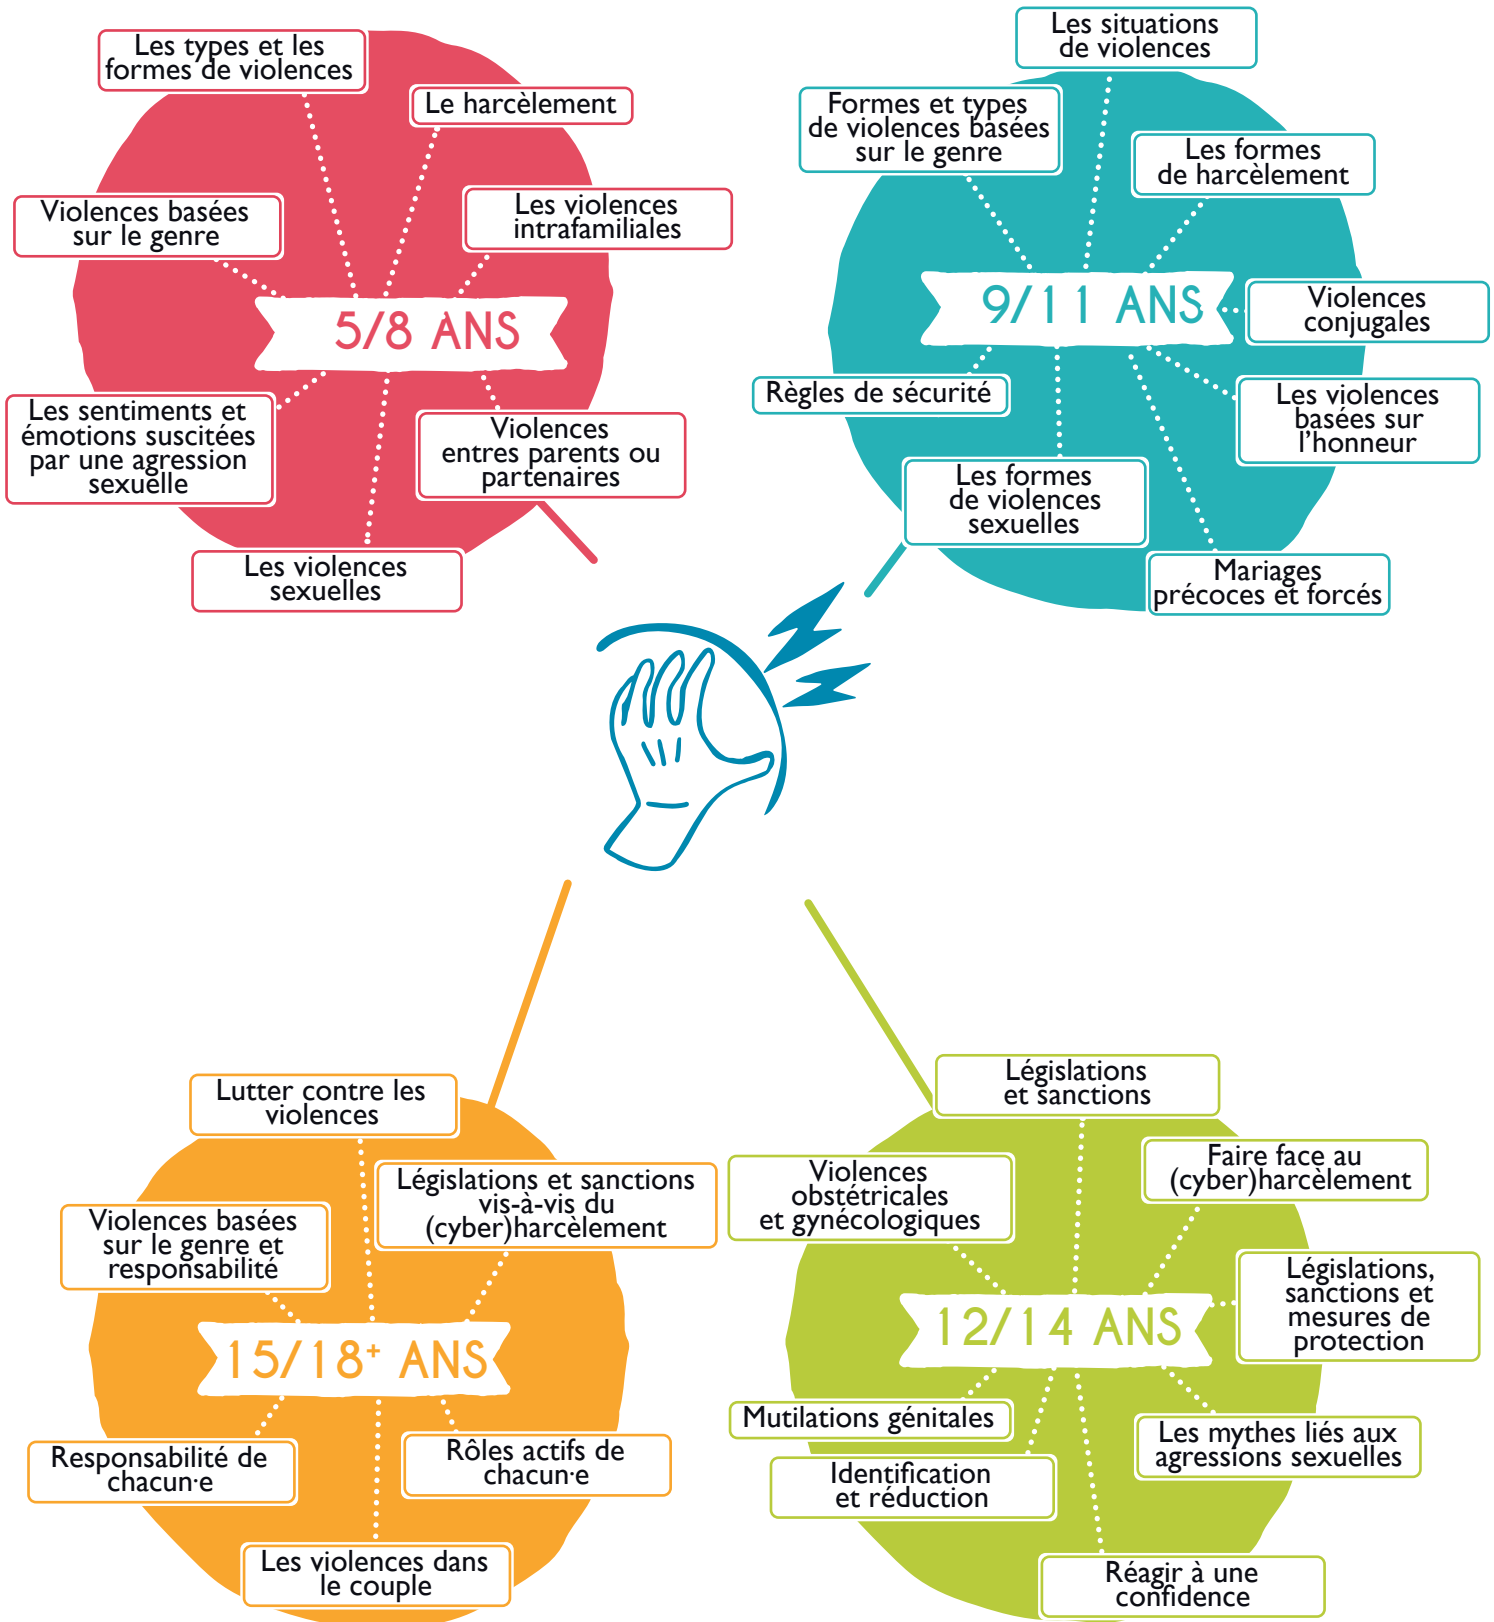 Les types et les
formes de violences
Le harcèlement
Violences basées
sur le genre
Les violences
intrafamiliales
5/8 ANS
Les sentiments et
émotions suscitées
par une agression
sexuelle
Violences
entres parents ou
partenaires
Les violences
sexuelles
Les situations
de violences
Formes et types
de violences basées
sur le genre
Les formes
de harcèlement
9/11 ANS
Violences
conjugales
Règles de sécurité
Les violences
basées sur
l'honneur
Les formes
de violences
sexuelles
Mariages
précoces et forcés
Lutter contre les
violences
Législations et sanctions
vis-à-vis du
(cyber)harcèlement
Violences basées
sur le genre et
responsabilité
15/18+ ANS
Responsabilité de
chacun·e
Rôles actifs de
chacun·e
Les violences dans
le couple
Législations
et sanctions
Violences
obstétricales
et gynécologiques
Faire face au
(cyber)harcèlement
Législations,
sanctions et
mesures de
protection
12/14 ANS
Mutilations génitales
Les mythes liés aux
agressions sexuelles
Identification
et réduction
Réagir à une
confidence